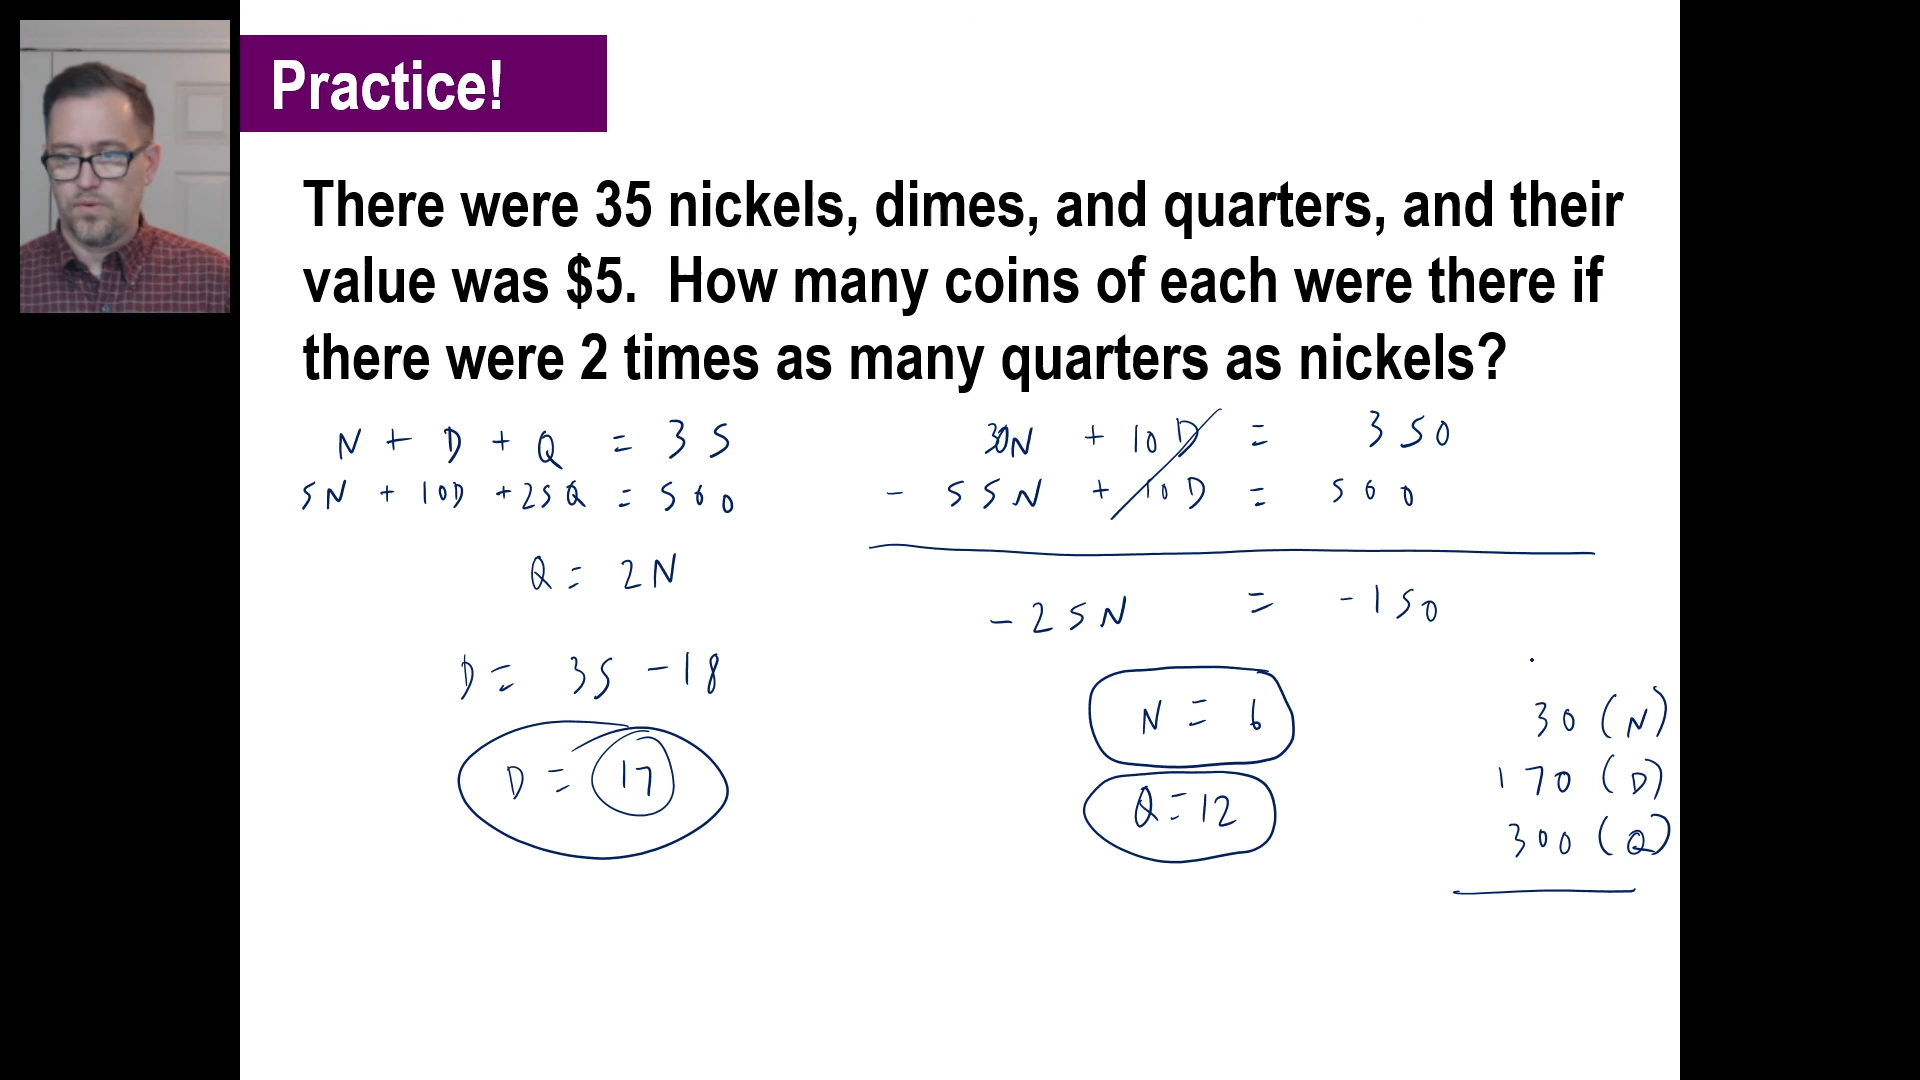 Practice!
There were 35 nickels, dimes, and quarters, and their
value was $5. How many coins of each were there if
there were 2 times as many quarters as nickels?
N + D + Q = 35
5N + 10D + 25Q = 500
Q = 2N
D = 35 - 18
D = 17
30N + 10D = 350
- 55N + 10D = 500
- 25N = - 150
N = 6
Q = 12
30 (N)
170 (D)
300 (Q)